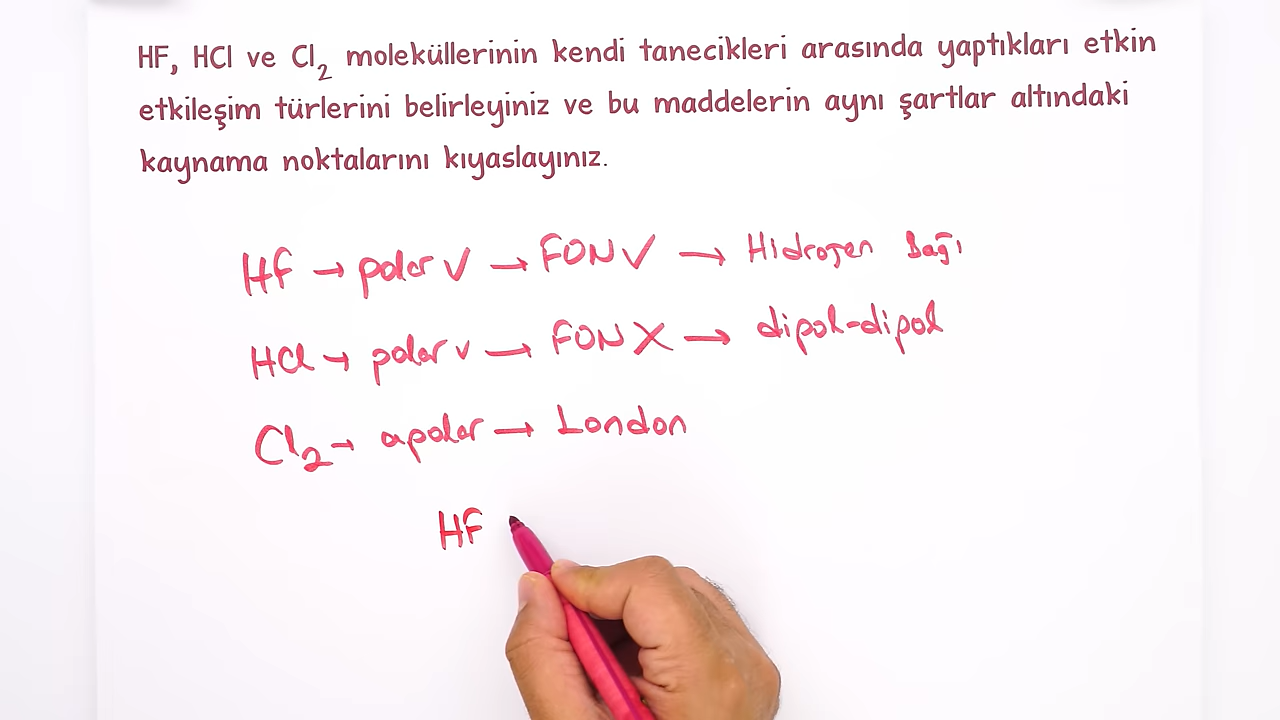 HF, HCl ve Cl₂ moleküllerinin kendi tanecikleri arasında yaptıkları etkin
etkileşim türlerini belirleyiniz ve bu maddelerin aynı şartlar altındaki
kaynama noktalarını kıyaslayınız.
HF → polar ✓ → FON ✓ → Hidrojen Bağı
HCl → polar ✓ → FON X → dipol-dipol
Cl₂ → apolar → London
HF